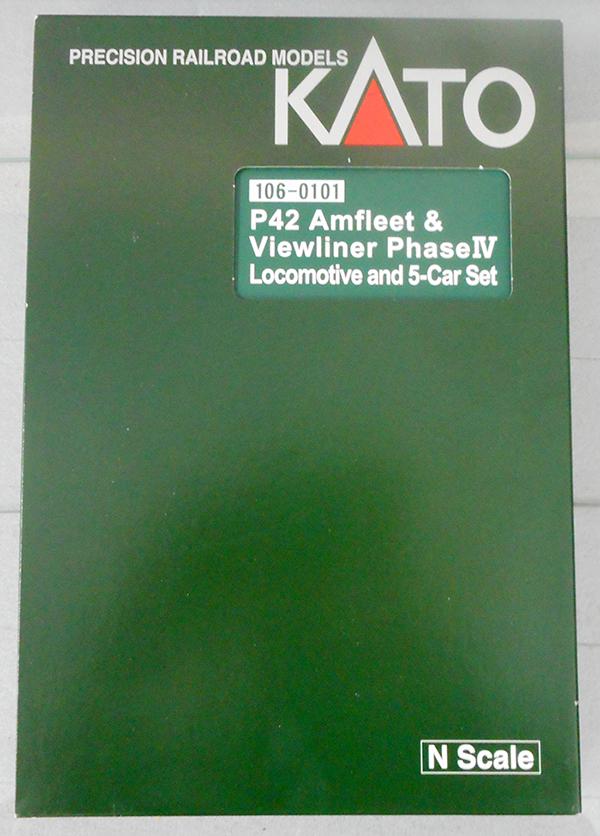 PRECISION RAILROAD MODELS
KATO
106-0101
P42 Amfleet &
Viewliner PhaseⅣ
Locomotive and 5-Car Set
N Scale